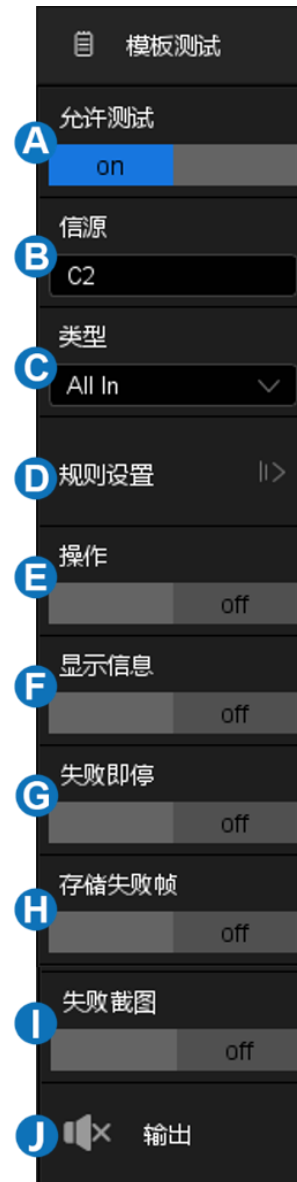 模板测试
允许测试
A
on
信源
B
C2
类型
C
All In
D 规则设置
操作
E
off
显示信息
F
off
失败即停
G
off
存储失败帧
H
off
失败截图
I
off
J 输出